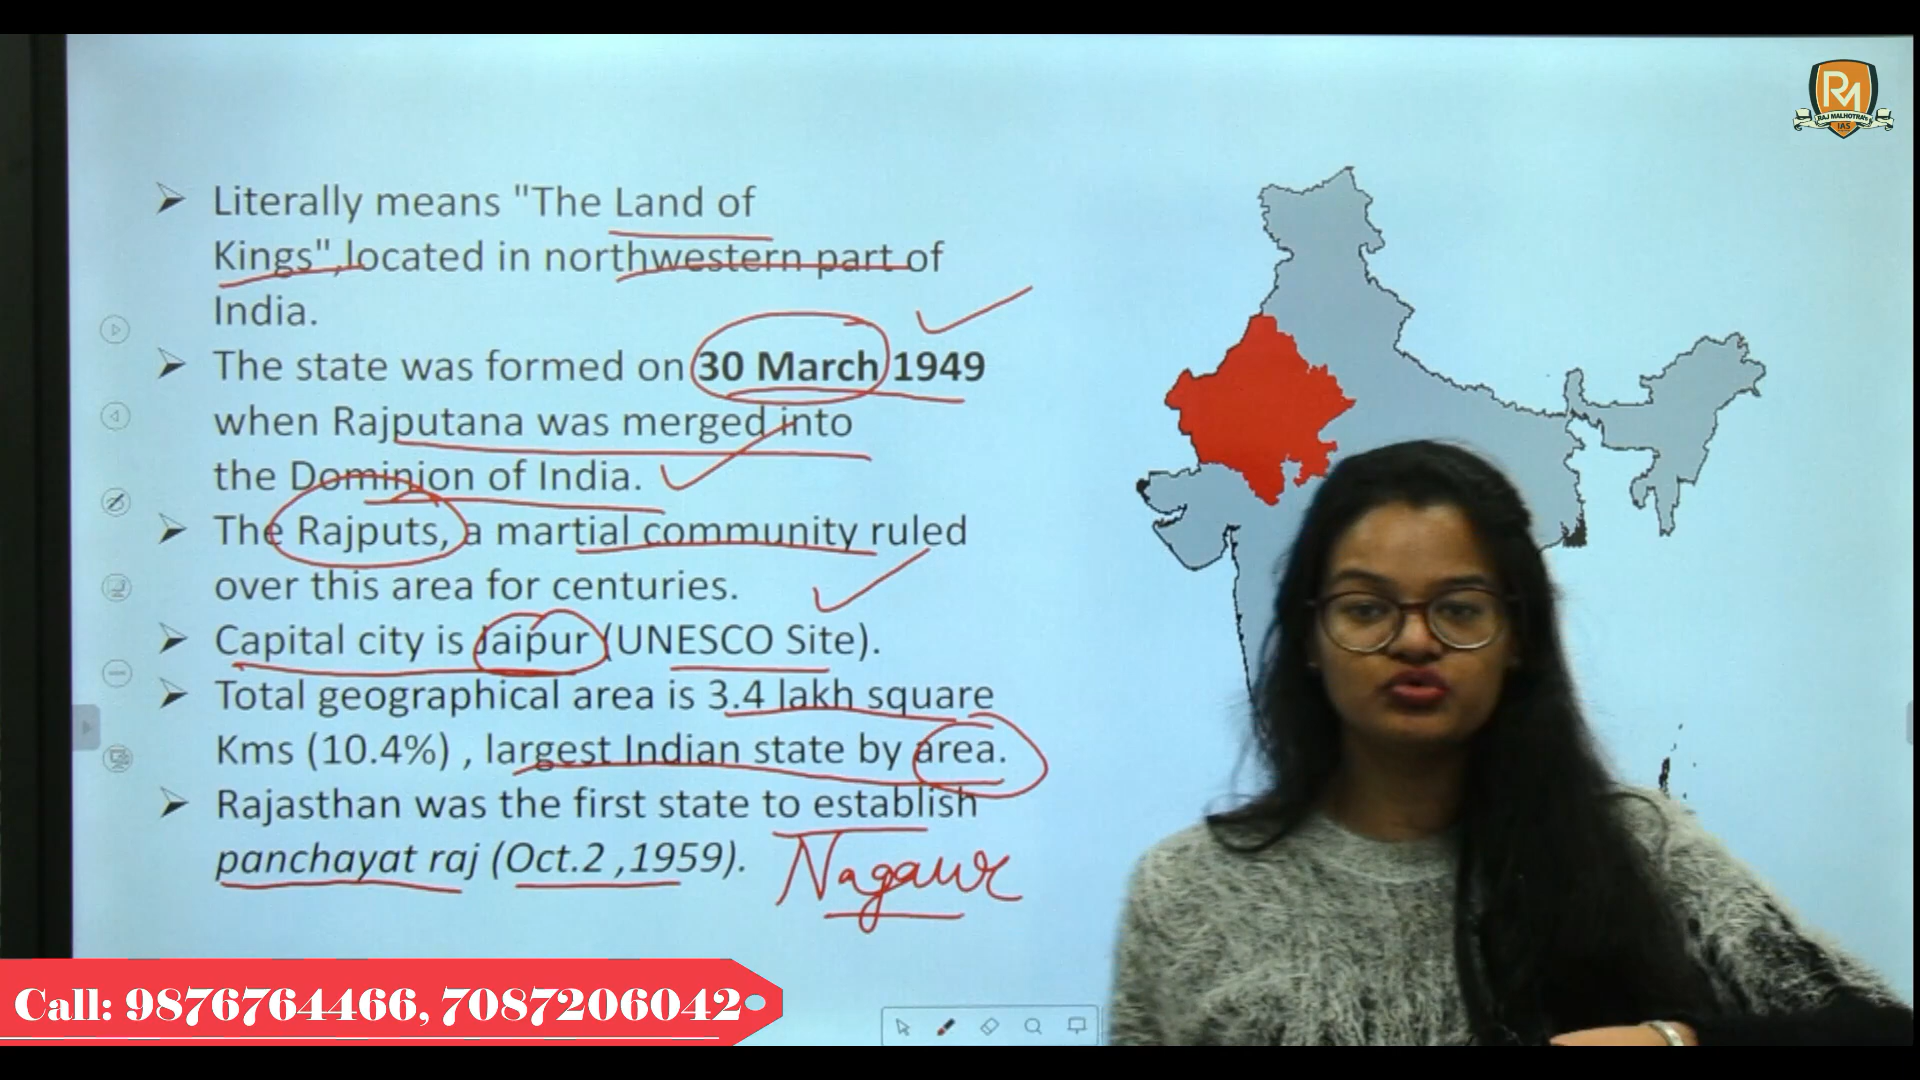 RM
RAJ MALHOTRA's
IAS
Literally means "The Land of
Kings",located in northwestern part of
India.
The state was formed on 30 March 1949
when Rajputana was merged into
the Dominion of India.
The Rajputs, a martial community ruled
over this area for centuries.
Capital city is Jaipur (UNESCO Site).
Total geographical area is 3.4 lakh square
Kms (10.4%) , largest Indian state by area.
Rajasthan was the first state to establish
panchayat raj (Oct.2 ,1959).
Nagaur
Call: 9876764466, 7087206042